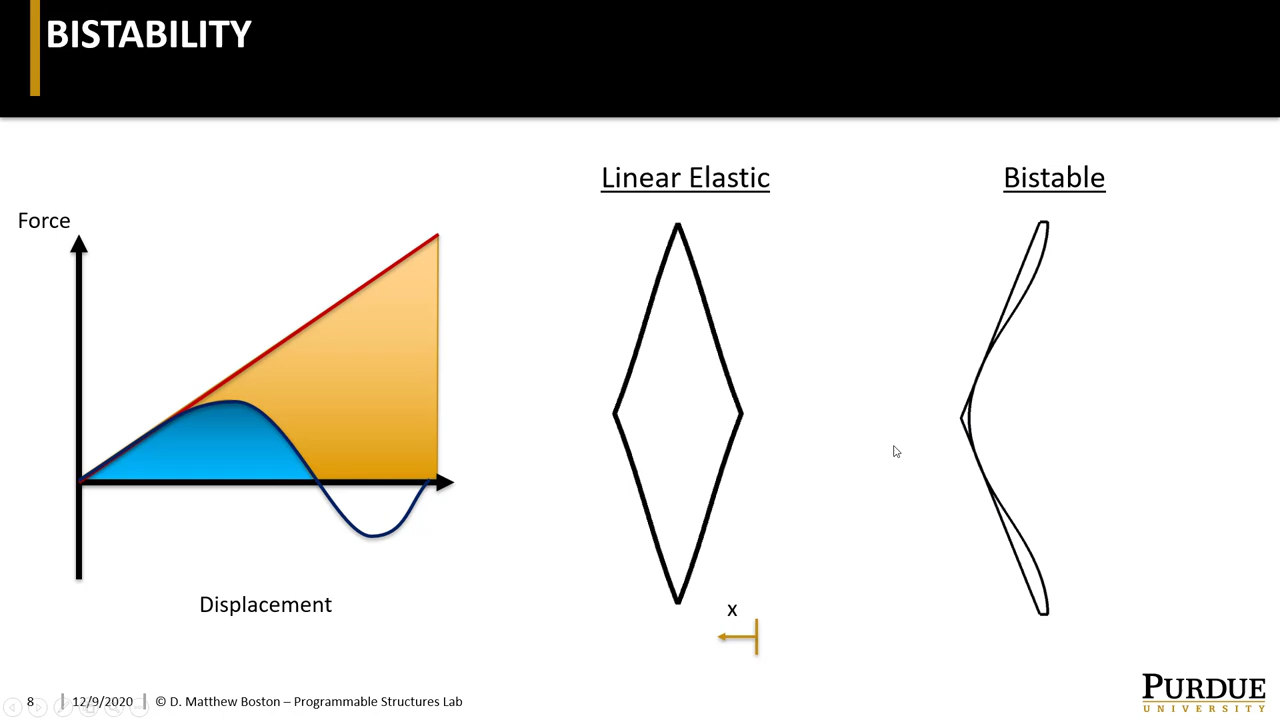 BISTABILITY
Linear Elastic
Bistable
Force
Displacement
x
8 | 12/9/2020 | © D. Matthew Boston – Programmable Structures Lab
PURDUE
UNIVERSITY